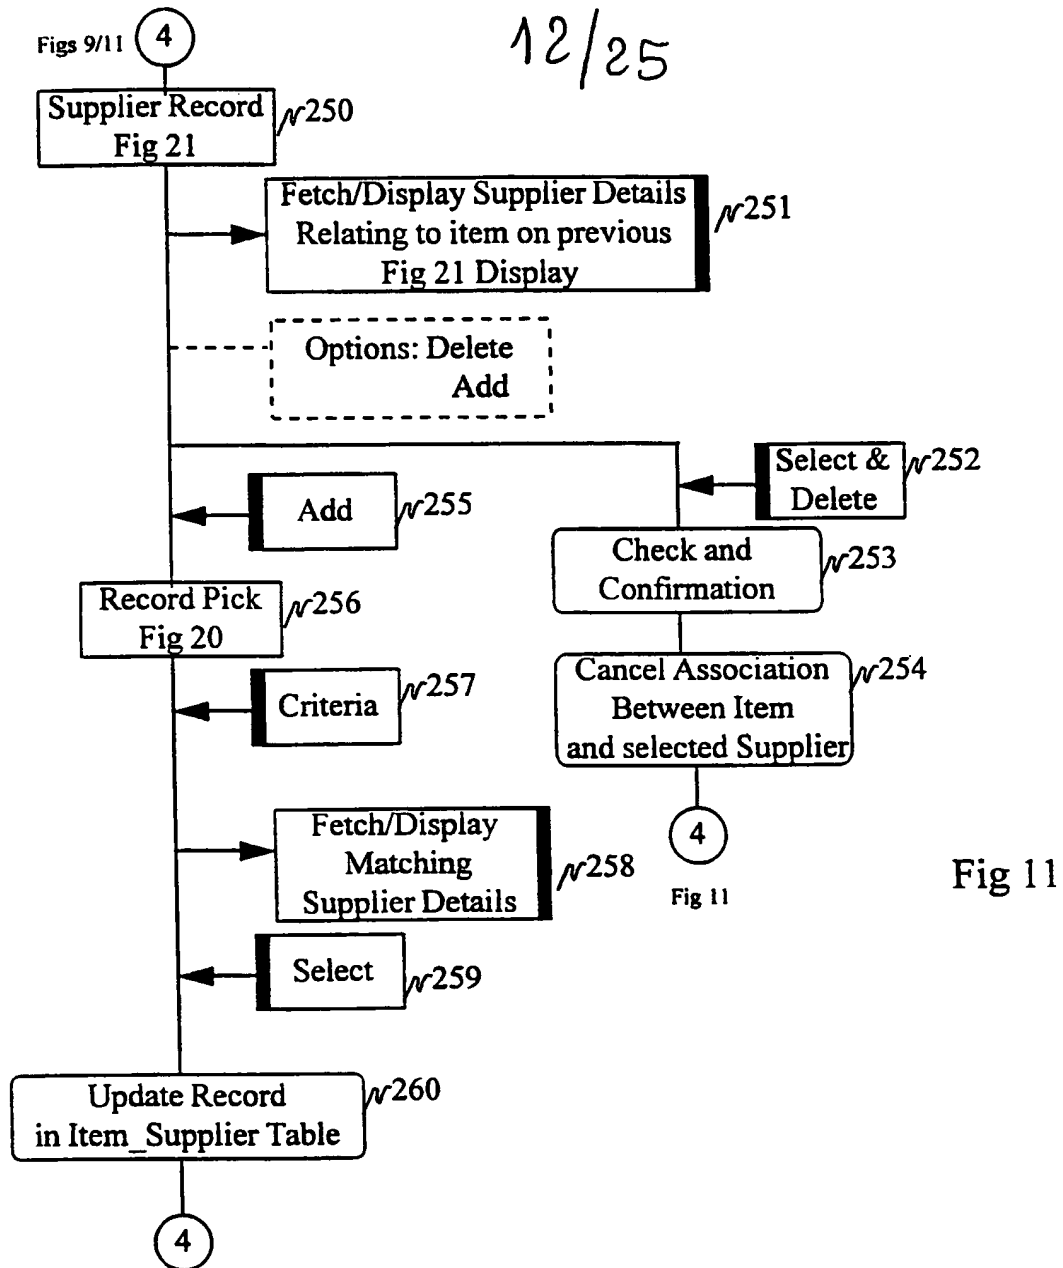 12/25
Figs 9/11
4
Supplier Record
Fig 21
250
Fetch/Display Supplier Details
Relating to item on previous
Fig 21 Display
251
Options: Delete
Add
Select &
Delete
252
Add
255
Check and
Confirmation
253
Record Pick
Fig 20
256
Cancel Association
Between Item
and selected Supplier
254
Criteria
257
4
Fig 11
Fetch/Display
Matching
Supplier Details
258
Fig 11
Select
259
Update Record
in Item_Supplier Table
260
4